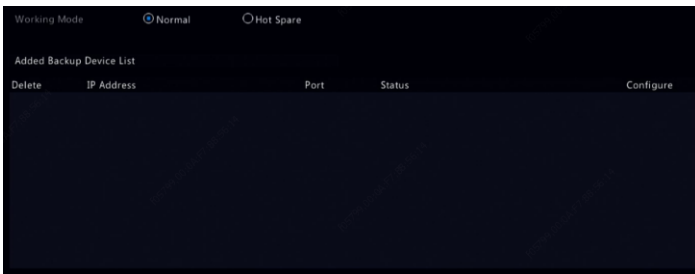 Working Mode Normal Hot Spare
Added Backup Device List
Delete IP Address Port Status Configure